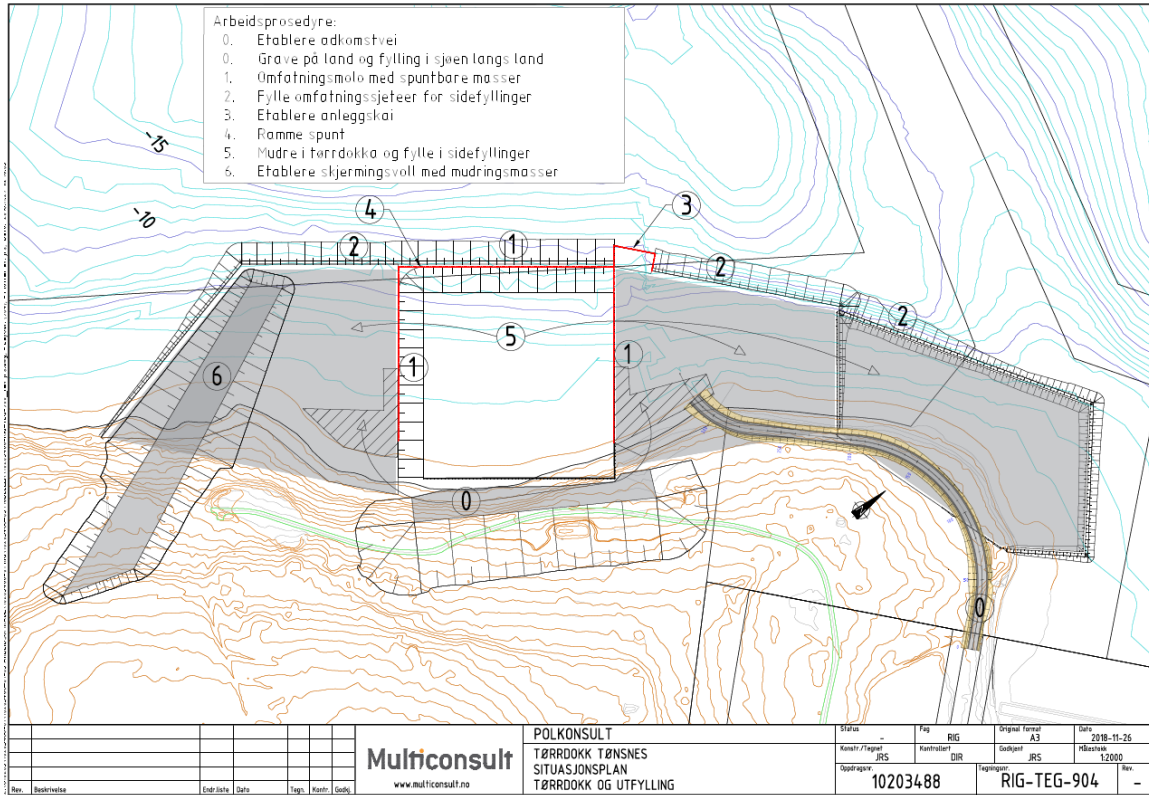 Arbeidsprosedyre:
0. Etablere adkomstvei
0. Grave på land og fylling i sjøen langs land
1. Omfatningsmolo med spuntbare masser
2. Fylle omfatningssjeteer for sidefyllinger
3. Etablere anleggskai
4. Ramme spunt
5. Mudre i tørrdokka og fylle i sidefyllinger
6. Etablere skjermingsvoll med mudringsmasser
-15
-10
4
3
2
1
2
2
5
1
1
6
0
0
Rev. Beskrivelse Endr.liste Dato Tegn. Kontr. Godkj.
Multiconsult
www.multiconsult.no
POLKONSULT
TØRRDOKK TØNSNES
SITUASJONSPLAN
TØRRDOKK OG UTFYLLING
Status -
Fag RIG
Original format A3
Dato 2018-11-26
Konstr./Tegnet JRS
Kontrollert DIR
Godkjent JRS
Målestokk 1:2000
Oppdragsnr. 10203488
Tegningsnr. RIG-TEG-904
Rev. -